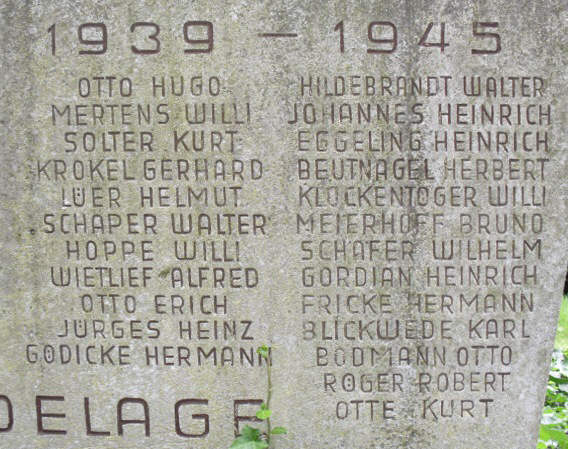 1939 – 1945
OTTO HUGO
MERTENS WILLI
SOLTER KURT
KROKEL GERHARD
LÜER HELMUT
SCHAPER WALTER
HOPPE WILLI
WIETLIEF ALFRED
OTTO ERICH
JÜRGES HEINZ
GÖDICKE HERMANN
HILDEBRANDT WALTER
JOHANNES HEINRICH
EGGELING HEINRICH
BEUTNAGEL HERBERT
KLOCKENTÖGER WILLI
MEIERHOFF BRUNO
SCHÄFER WILHELM
GORDIAN HEINRICH
FRICKE HERMANN
BLICKWEDE KARL
BODMANN OTTO
ROGER ROBERT
OTTE KURT